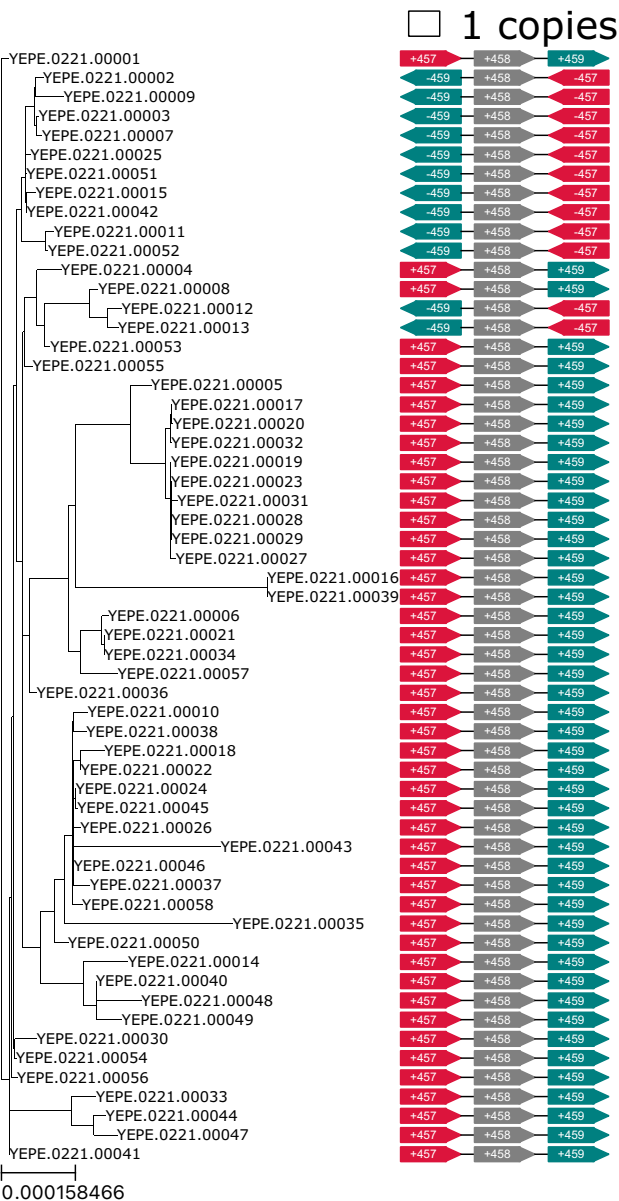 1 copies
YEPE.0221.00001 +457 +458 +459
YEPE.0221.00002 -459 +458 -457
YEPE.0221.00009 -459 +458 -457
YEPE.0221.00003 -459 +458 -457
YEPE.0221.00007 -459 +458 -457
YEPE.0221.00025 -459 +458 -457
YEPE.0221.00051 -459 +458 -457
YEPE.0221.00015 -459 +458 -457
YEPE.0221.00042 -459 +458 -457
YEPE.0221.00011 -459 +458 -457
YEPE.0221.00052 -459 +458 -457
YEPE.0221.00004 +457 +458 +459
YEPE.0221.00008 +457 +458 +459
YEPE.0221.00012 -459 +458 -457
YEPE.0221.00013 -459 +458 -457
YEPE.0221.00053 +457 +458 +459
YEPE.0221.00055 +457 +458 +459
YEPE.0221.00005 +457 +458 +459
YEPE.0221.00017 +457 +458 +459
YEPE.0221.00020 +457 +458 +459
YEPE.0221.00032 +457 +458 +459
YEPE.0221.00019 +457 +458 +459
YEPE.0221.00023 +457 +458 +459
YEPE.0221.00031 +457 +458 +459
YEPE.0221.00028 +457 +458 +459
YEPE.0221.00029 +457 +458 +459
YEPE.0221.00027 +457 +458 +459
YEPE.0221.00016 +457 +458 +459
YEPE.0221.00039 +457 +458 +459
YEPE.0221.00006 +457 +458 +459
YEPE.0221.00021 +457 +458 +459
YEPE.0221.00034 +457 +458 +459
YEPE.0221.00057 +457 +458 +459
YEPE.0221.00036 +457 +458 +459
YEPE.0221.00010 +457 +458 +459
YEPE.0221.00038 +457 +458 +459
YEPE.0221.00018 +457 +458 +459
YEPE.0221.00022 +457 +458 +459
YEPE.0221.00024 +457 +458 +459
YEPE.0221.00045 +457 +458 +459
YEPE.0221.00026 +457 +458 +459
YEPE.0221.00043 +457 +458 +459
YEPE.0221.00046 +457 +458 +459
YEPE.0221.00037 +457 +458 +459
YEPE.0221.00058 +457 +458 +459
YEPE.0221.00035 +457 +458 +459
YEPE.0221.00050 +457 +458 +459
YEPE.0221.00014 +457 +458 +459
YEPE.0221.00040 +457 +458 +459
YEPE.0221.00048 +457 +458 +459
YEPE.0221.00049 +457 +458 +459
YEPE.0221.00030 +457 +458 +459
YEPE.0221.00054 +457 +458 +459
YEPE.0221.00056 +457 +458 +459
YEPE.0221.00033 +457 +458 +459
YEPE.0221.00044 +457 +458 +459
YEPE.0221.00047 +457 +458 +459
YEPE.0221.00041 +457 +458 +459
0.000158466